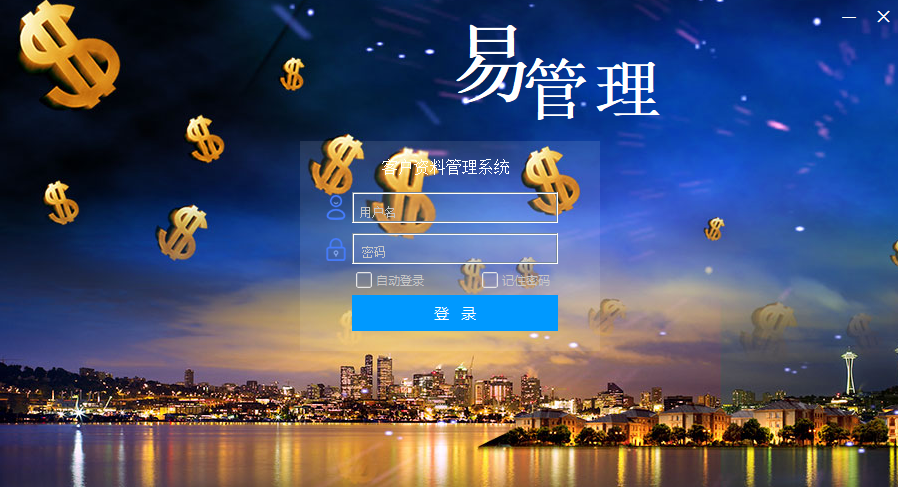 易管理
客户资料管理系统
用户名
密码
自动登录 记住密码
登 录